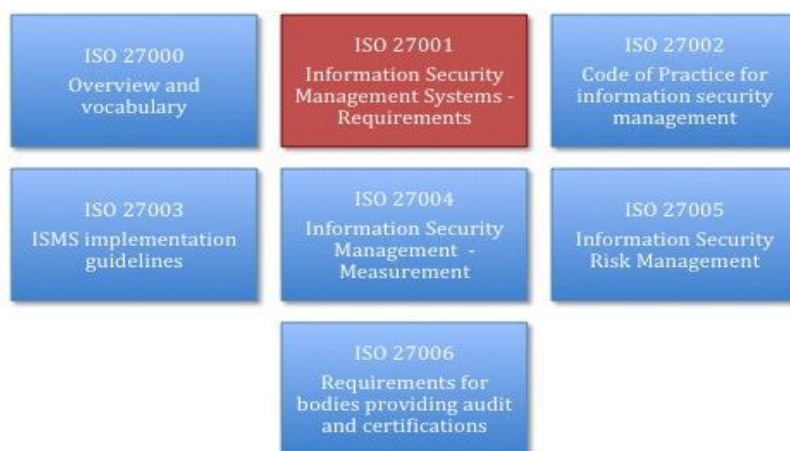 ISO 27000
Overview and
vocabulary
ISO 27001
Information Security
Management Systems -
Requirements
ISO 27002
Code of Practice for
information security
management
ISO 27003
ISMS implementation
guidelines
ISO 27004
Information Security
Management -
Measurement
ISO 27005
Information Security
Risk Management
ISO 27006
Requirements for
bodies providing audit
and certifications